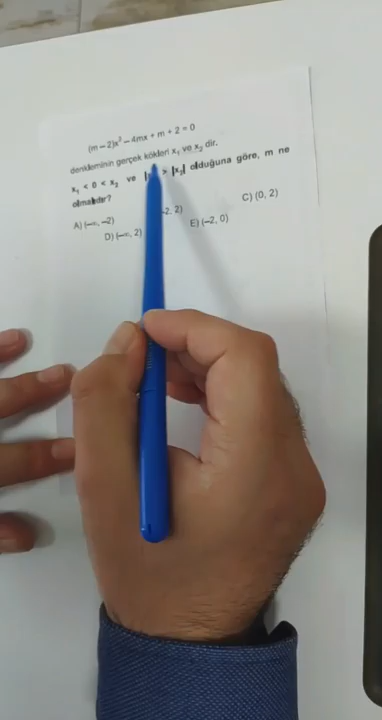 (m – 2)x² – 4mx + m + 2 = 0
denkleminin gerçek kökleri x₁ ve x₂ dir.
x₁ < 0 < x₂ ve > |x₂| olduğuna göre, m ne
olmalıdır?
A) (–∞, –2) –2, 2) C) (0, 2)
D) (–∞, 2) E) (–2, 0)